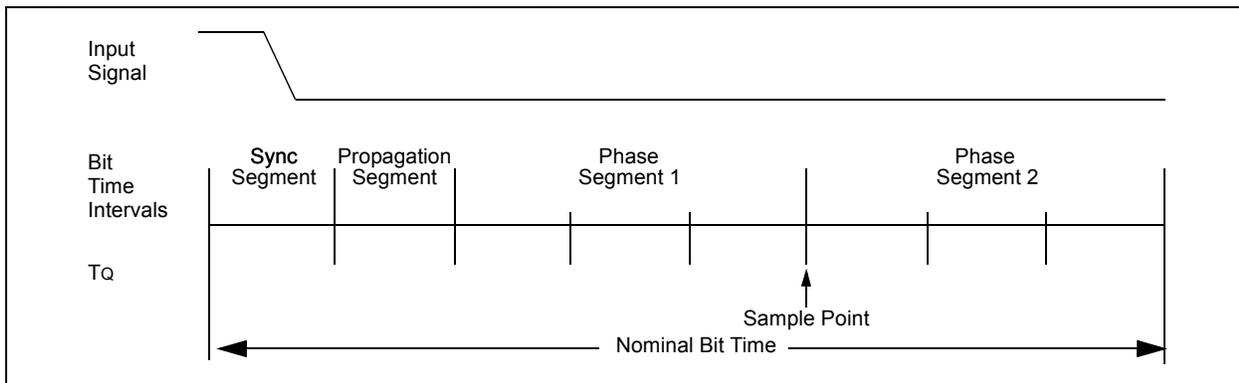 Input
Signal
Bit
Time
Intervals
Sync
Segment
Propagation
Segment
Phase
Segment 1
Phase
Segment 2
TQ
Sample Point
Nominal Bit Time